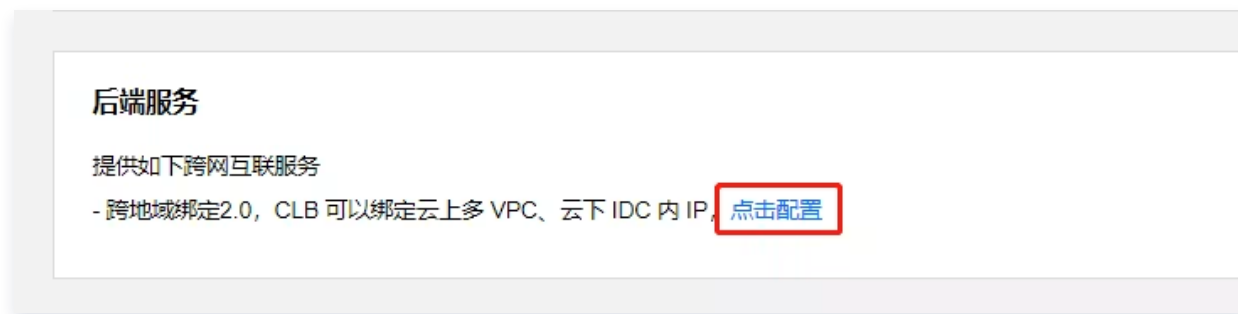 后端服务
提供如下跨网互联服务
- 跨地域绑定2.0，CLB 可以绑定云上多 VPC、云下 IDC 内 IP，点击配置